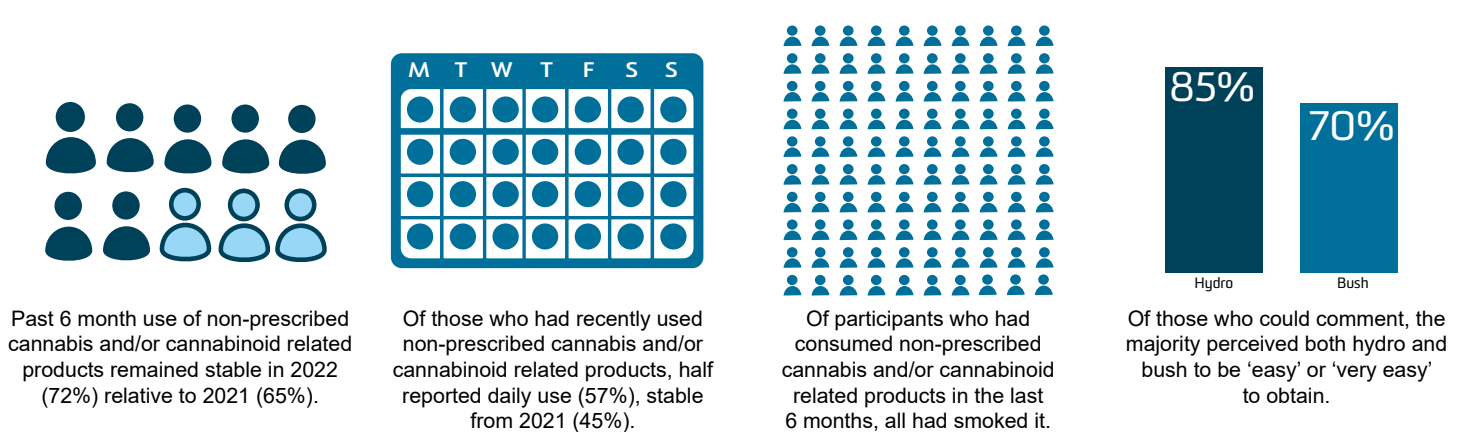 M T W T F S S
85%
70%
Hydro
Bush
Past 6 month use of non-prescribed
cannabis and/or cannabinoid related
products remained stable in 2022
(72%) relative to 2021 (65%).
Of those who had recently used
non-prescribed cannabis and/or
cannabinoid related products, half
reported daily use (57%), stable
from 2021 (45%).
Of participants who had
consumed non-prescribed
cannabis and/or cannabinoid
related products in the last
6 months, all had smoked it.
Of those who could comment, the
majority perceived both hydro and
bush to be ‘easy’ or ‘very easy’
to obtain.